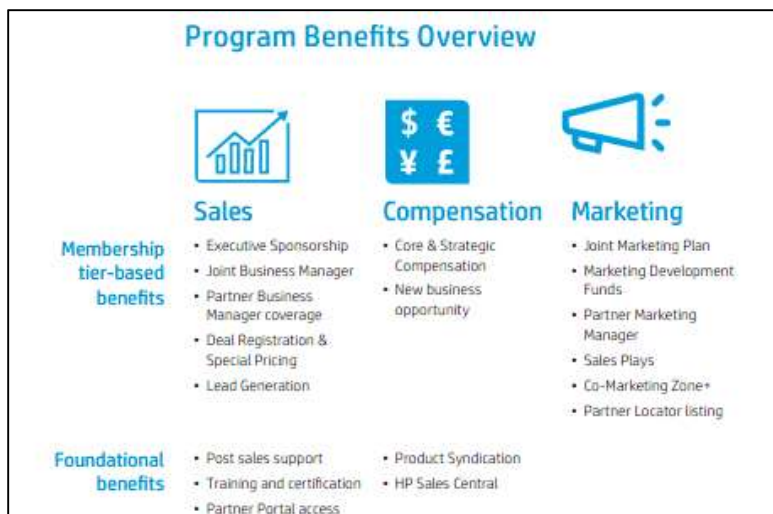 Program Benefits Overview
$ €
¥ £
Sales
Compensation
Marketing
Membership
tier-based
benefits
• Executive Sponsorship
• Joint Business Manager
• Partner Business
Manager coverage
• Deal Registration &
Special Pricing
• Lead Generation
• Core & Strategic
Compensation
• New business
opportunity
• Joint Marketing Plan
• Marketing Development
Funds
• Partner Marketing
Manager
• Sales Plays
• Co-Marketing Zone+
• Partner Locator listing
Foundational
benefits
• Post sales support
• Training and certification
• Partner Portal access
• Product Syndication
• HP Sales Central